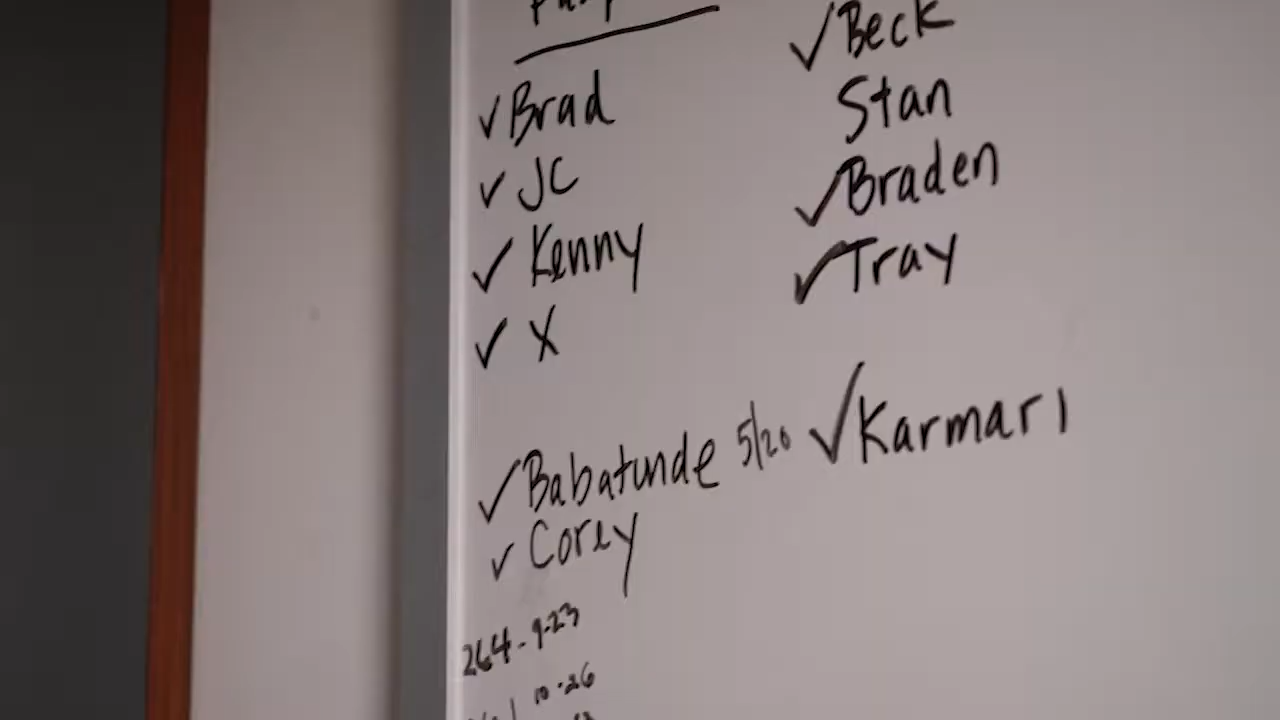 ✓ Brad
✓ JC
✓ Kenny
✓ X
✓ Babatunde 5/20
✓ Corey
264 - 9-23
10-26
✓ Beck
Stan
✓ Braden
✓ Tray
✓ Karmari